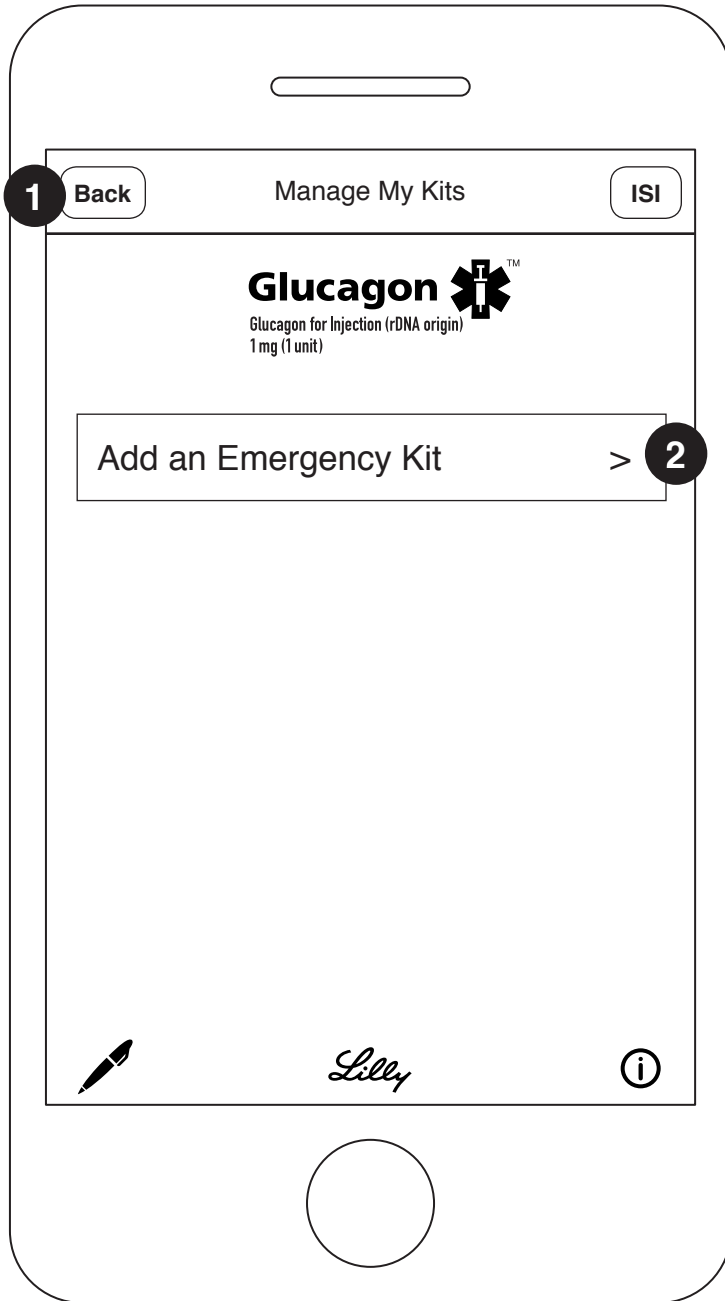 1 Back Manage My Kits ISI
Glucagon ™
Glucagon for Injection (rDNA origin)
1 mg (1 unit)
Add an Emergency Kit > 2
Lilly
i